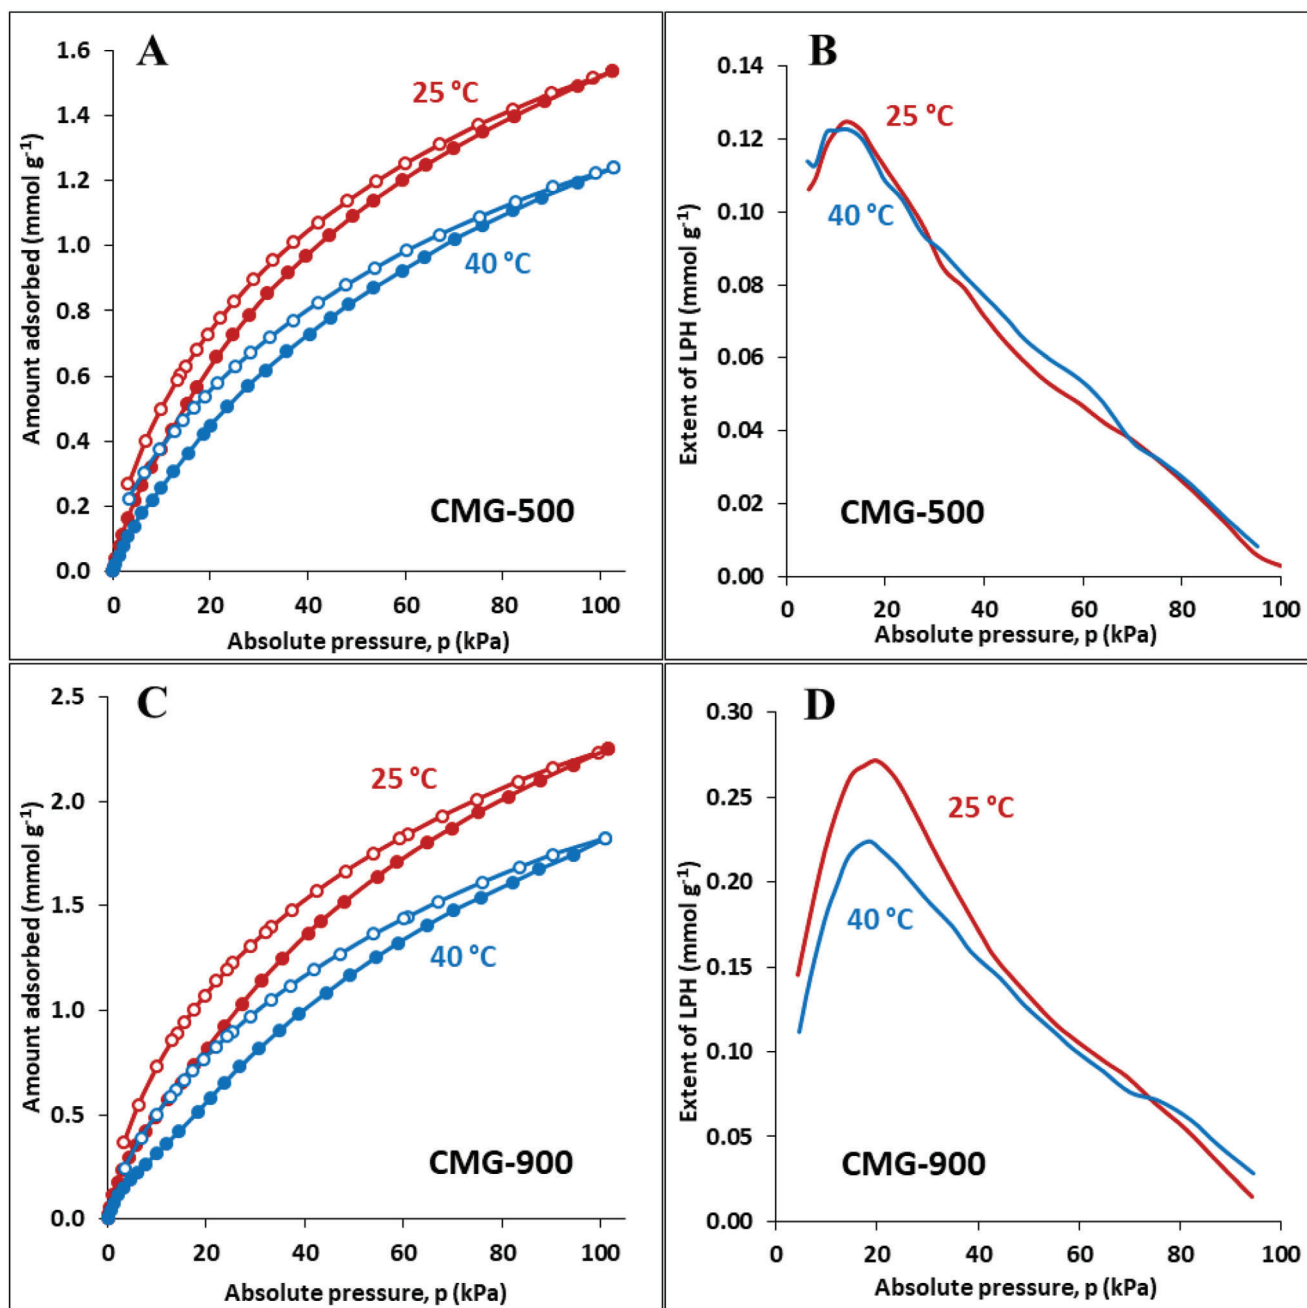 A
1.6
1.4
1.2
1.0
0.8
0.6
0.4
0.2
0.0
Amount adsorbed (mmol g⁻¹)
25 °C
40 °C
CMG-500
0 20 40 60 80 100
Absolute pressure, p (kPa)
B
0.14
0.12
0.10
0.08
0.06
0.04
0.02
0.00
Extent of LPH (mmol g⁻¹)
25 °C
40 °C
CMG-500
0 20 40 60 80 100
Absolute pressure, p (kPa)
C
2.5
2.0
1.5
1.0
0.5
0.0
Amount adsorbed (mmol g⁻¹)
25 °C
40 °C
CMG-900
0 20 40 60 80 100
Absolute pressure, p (kPa)
D
0.30
0.25
0.20
0.15
0.10
0.05
0.00
Extent of LPH (mmol g⁻¹)
25 °C
40 °C
CMG-900
0 20 40 60 80 100
Absolute pressure, p (kPa)